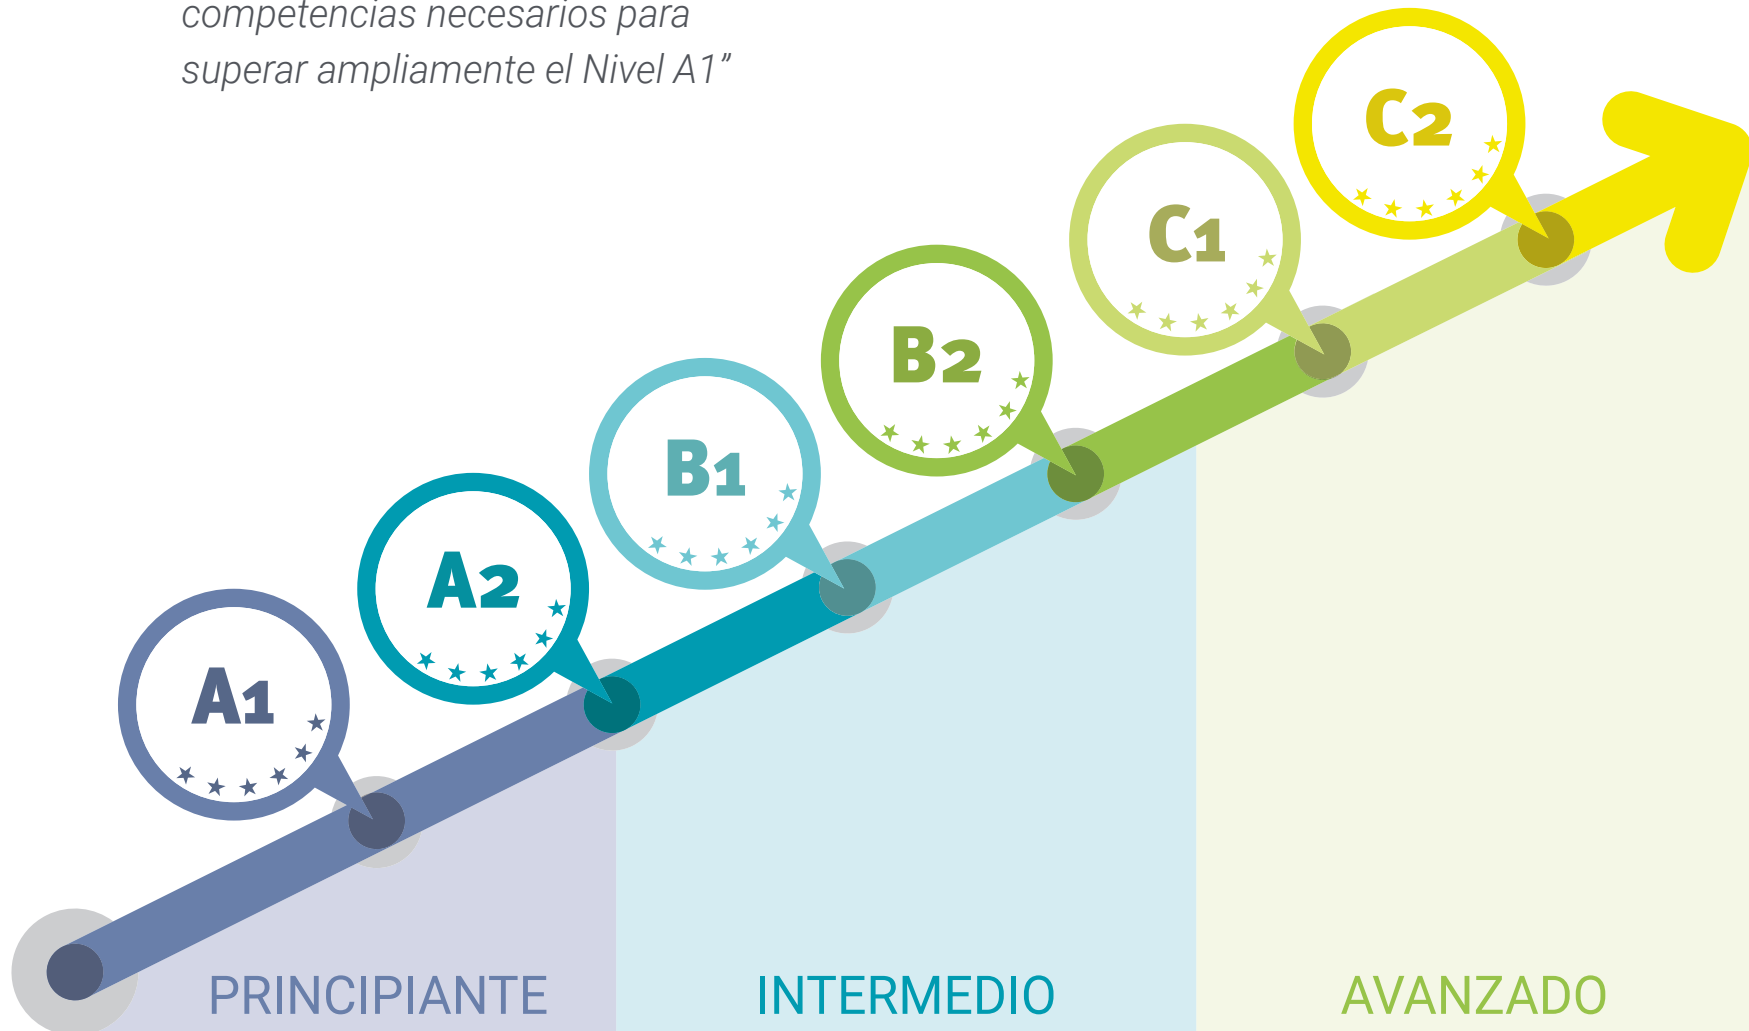 competencias necesarios para
superar ampliamente el Nivel A1”
C2
C1
B2
B1
A2
A1
PRINCIPIANTE
INTERMEDIO
AVANZADO